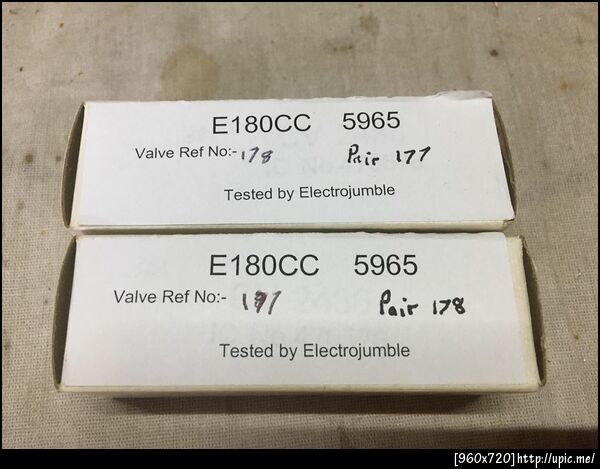 E180CC 5965
Valve Ref No:- 178 Pair 177
Tested by Electrojumble
E180CC 5965
Valve Ref No:- 177 Pair 178
Tested by Electrojumble
[960x720]http://upic.me/